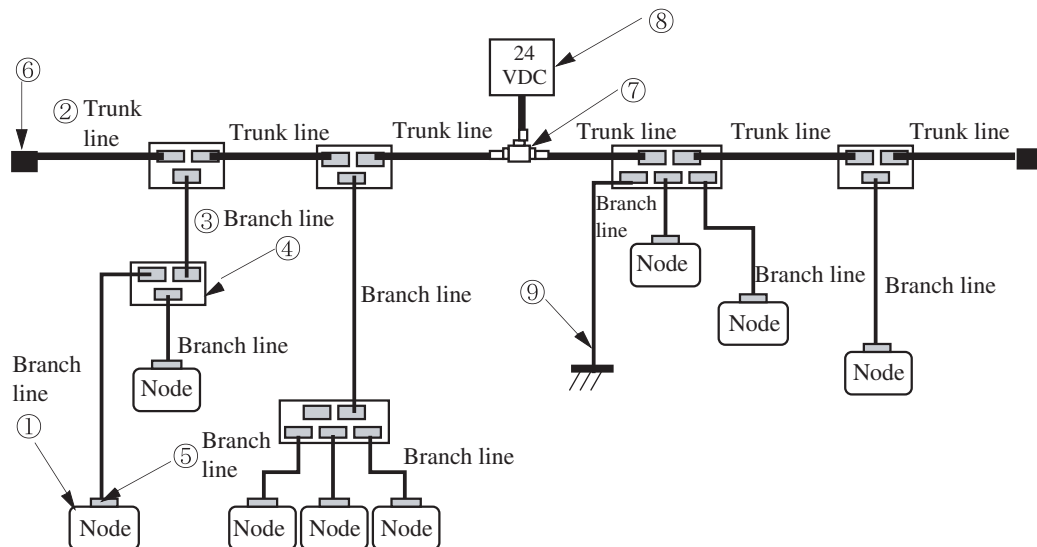 ⑧
24
VDC
⑥
② Trunk
line
Trunk line
Trunk line
⑦
Trunk line
Trunk line
Trunk line
③ Branch line
④
Branch
line
Node
Branch line
Node
⑨
Branch line
Branch line
Branch line
Node
Node
Branch
line
①
⑤ Branch
line
Branch line
Node
Node
Node
Node